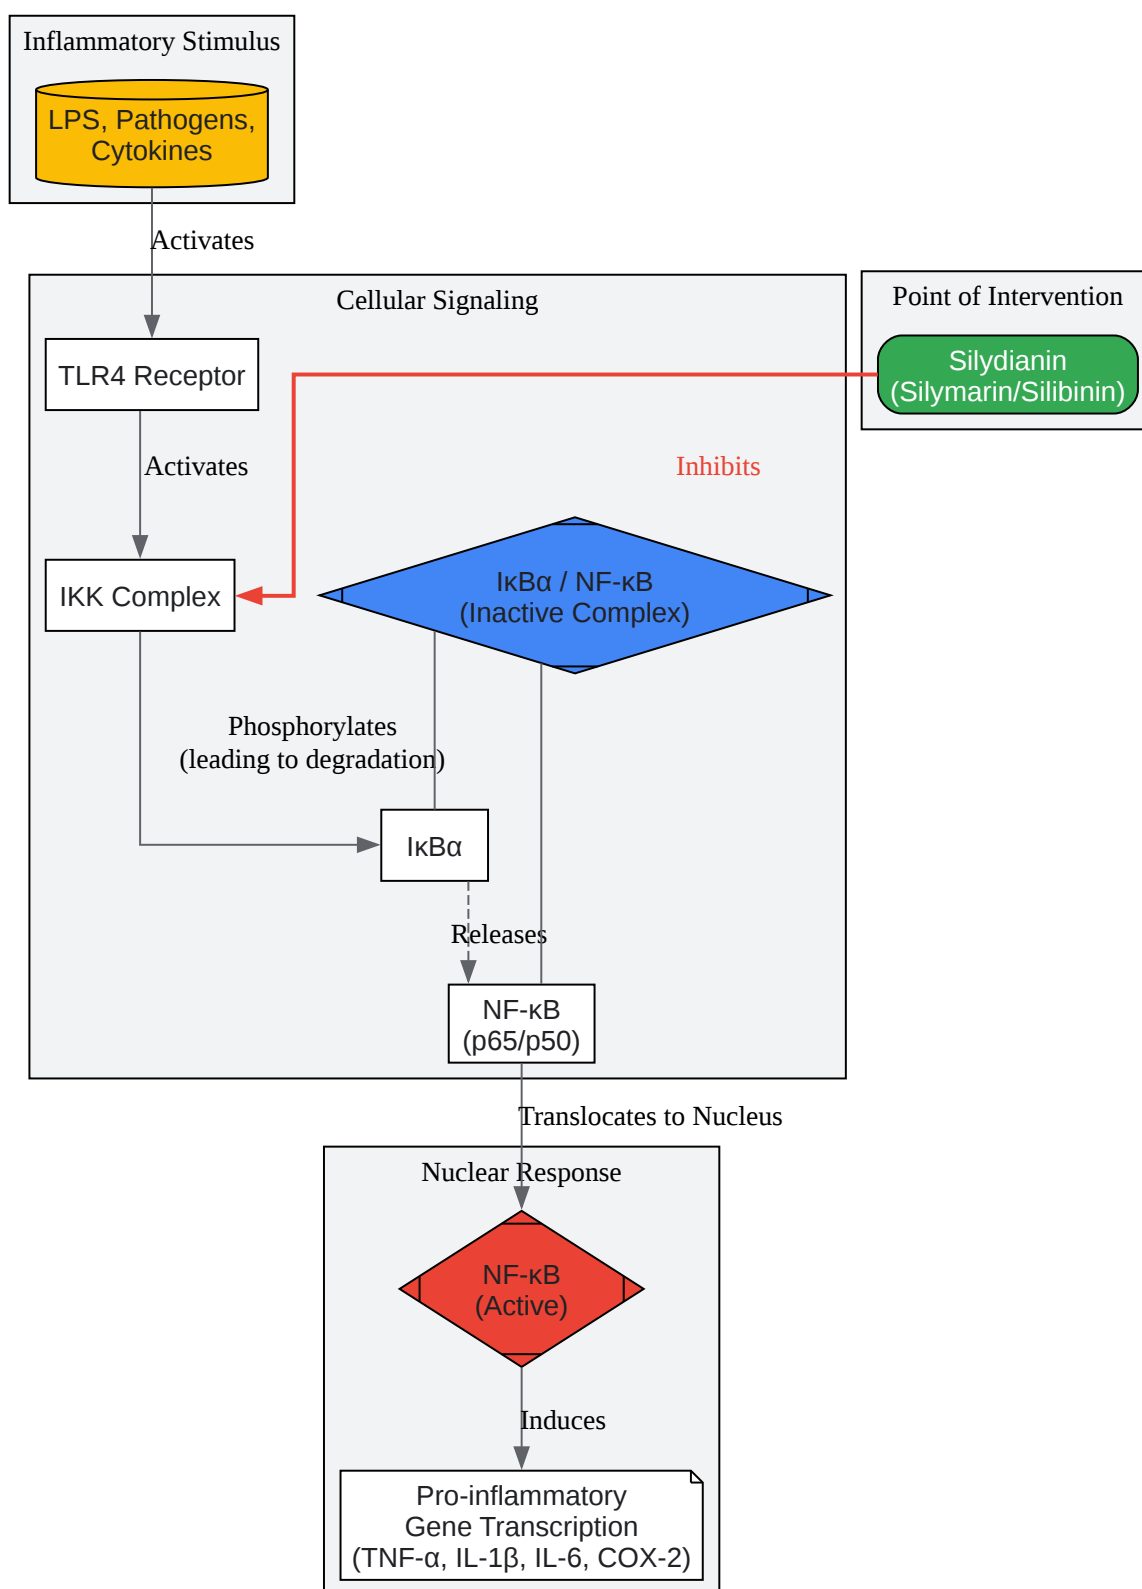 Inflammatory Stimulus
LPS, Pathogens,
Cytokines
Activates
Cellular Signaling
Point of Intervention
TLR4 Receptor
Silydianin
(Silymarin/Silibinin)
Activates
Inhibits
IKK Complex
IκBα / NF-κB
(Inactive Complex)
Phosphorylates
(leading to degradation)
IκBα
Releases
NF-κB
(p65/p50)
Translocates to Nucleus
Nuclear Response
NF-κB
(Active)
Induces
Pro-inflammatory
Gene Transcription
(TNF-α, IL-1β, IL-6, COX-2)